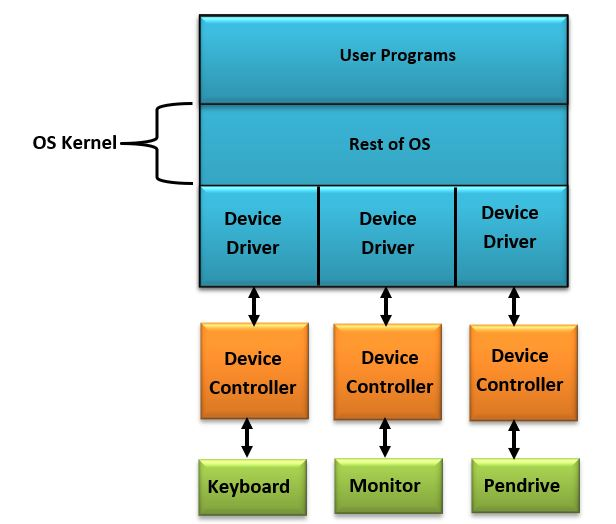 User Programs
OS Kernel
Rest of OS
Device
Driver
Device
Driver
Device
Driver
Device
Controller
Device
Controller
Device
Controller
Keyboard
Monitor
Pendrive